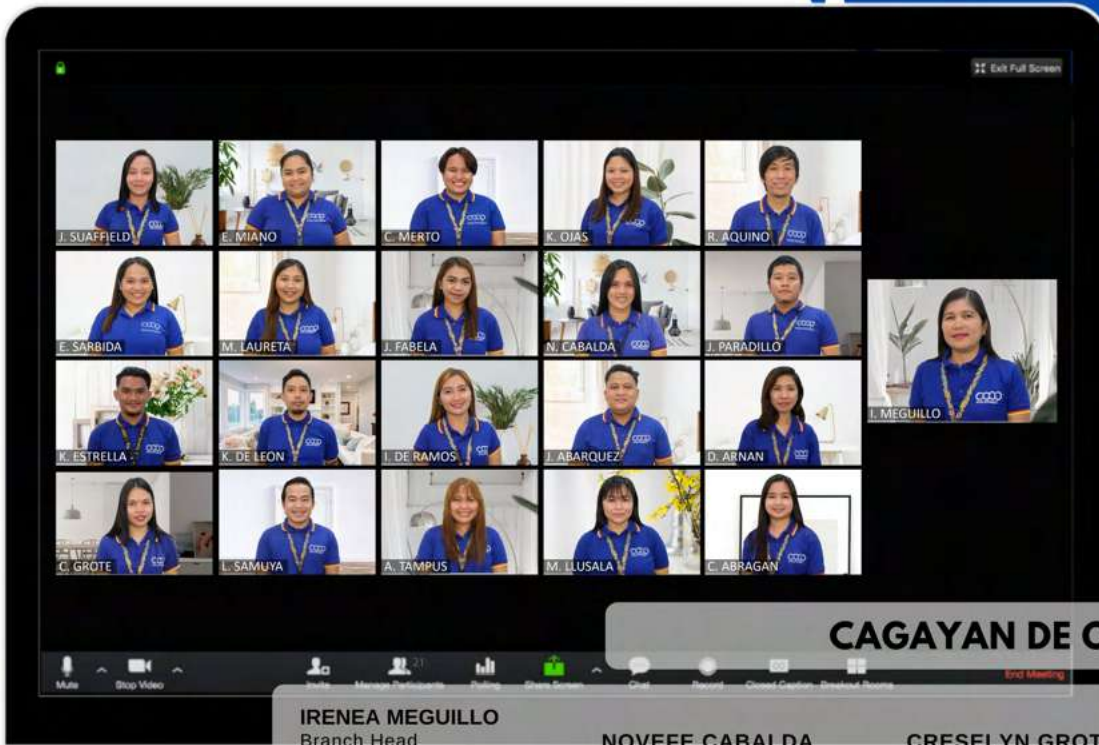 Exit Full Screen
J. SUAFFIELD
E. MIANO
C. MERTO
K. OJAS
R. AQUINO
E. SARBIDA
M. LAURETA
J. FABELA
N. CABALDA
J. PARADILLO
I. MEGUILLO
K. ESTRELLA
K. DE LEON
I. DE RAMOS
J. ABARQUEZ
D. ARNAN
C. GROTE
L. SAMUYA
A. TAMPUS
M. LLUSALA
C. ABRAGAN
CAGAYAN DE
Mute
Stop Video
Invite
Manage Participants
21
Polling
Share Screen
Chat
Record
Closed Caption
Breakout Rooms
End Meeting
IRENEA MEGUILLO
Branch Head
NOVEFE CABALDA
CRESELYN GROT